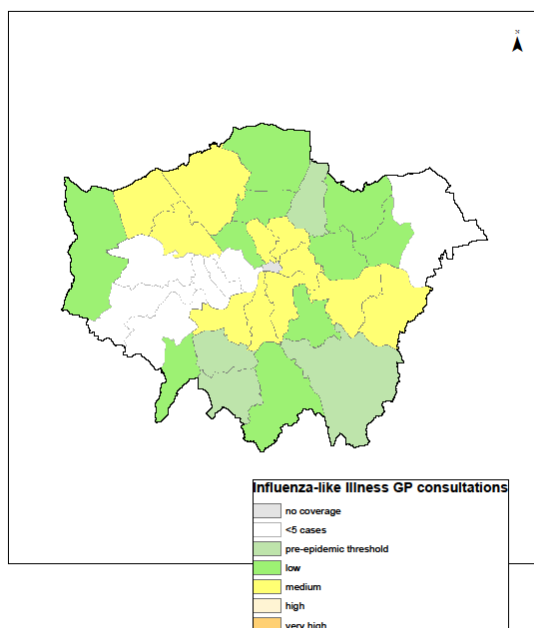 N
Influenza-like Illness GP consultations
no coverage
<5 cases
pre-epidemic threshold
low
medium
high
very high